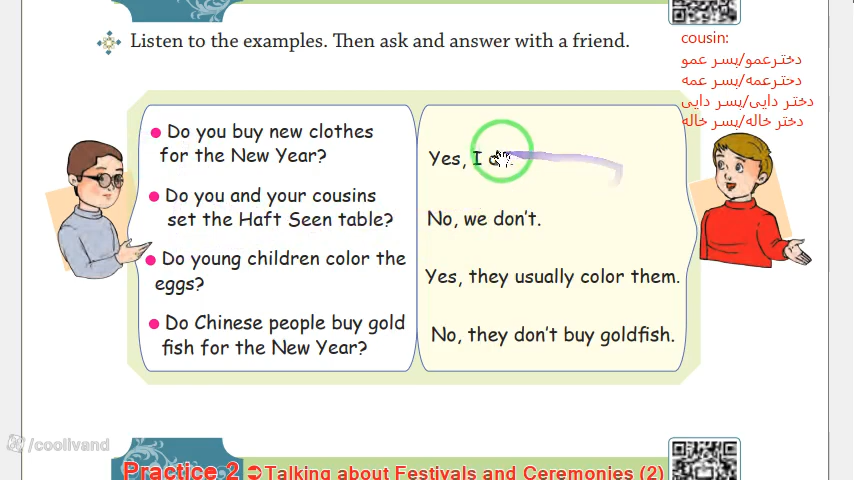 Listen to the examples. Then ask and answer with a friend.
cousin:
دخترعمو/پسر عمو
دخترعمه/پسر عمه
دختر دایی/پسر دایی
دختر خاله/پسر خاله
Do you buy new clothes
for the New Year?
Yes, I
Do you and your cousins
set the Haft Seen table?
No, we don't.
Do young children color the
eggs?
Yes, they usually color them.
Do Chinese people buy gold
fish for the New Year?
No, they don't buy goldfish.
/coolivand
Practice 2 Talking about Festivals and Ceremonies (2)